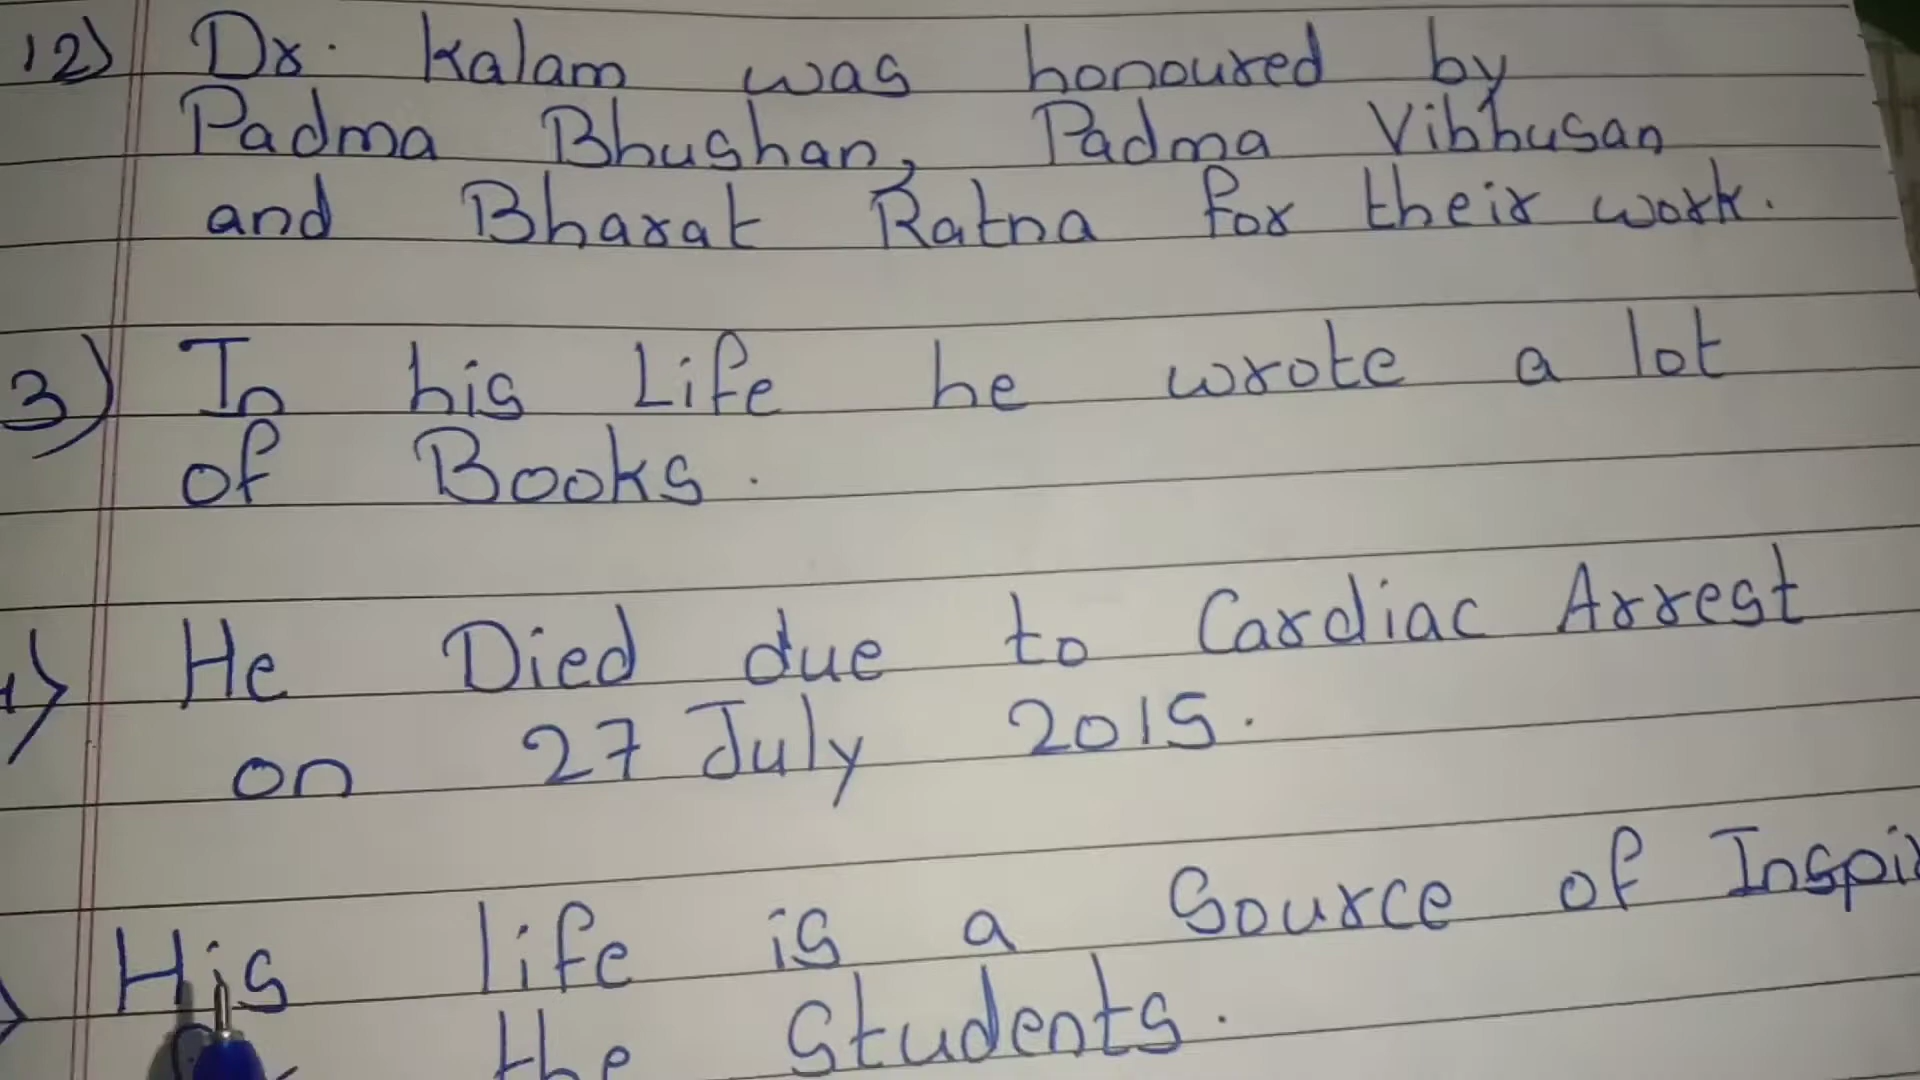 12) Dr. Kalam was honoured by
Padma Bhushan, Padma Vibhusan
and Bharat Ratna for their work.
3) In his Life he wrote a lot
of Books.
He Died due to Cardiac Arrest
on 27 July 2015.
His life is a Source of Inspi
the Students.